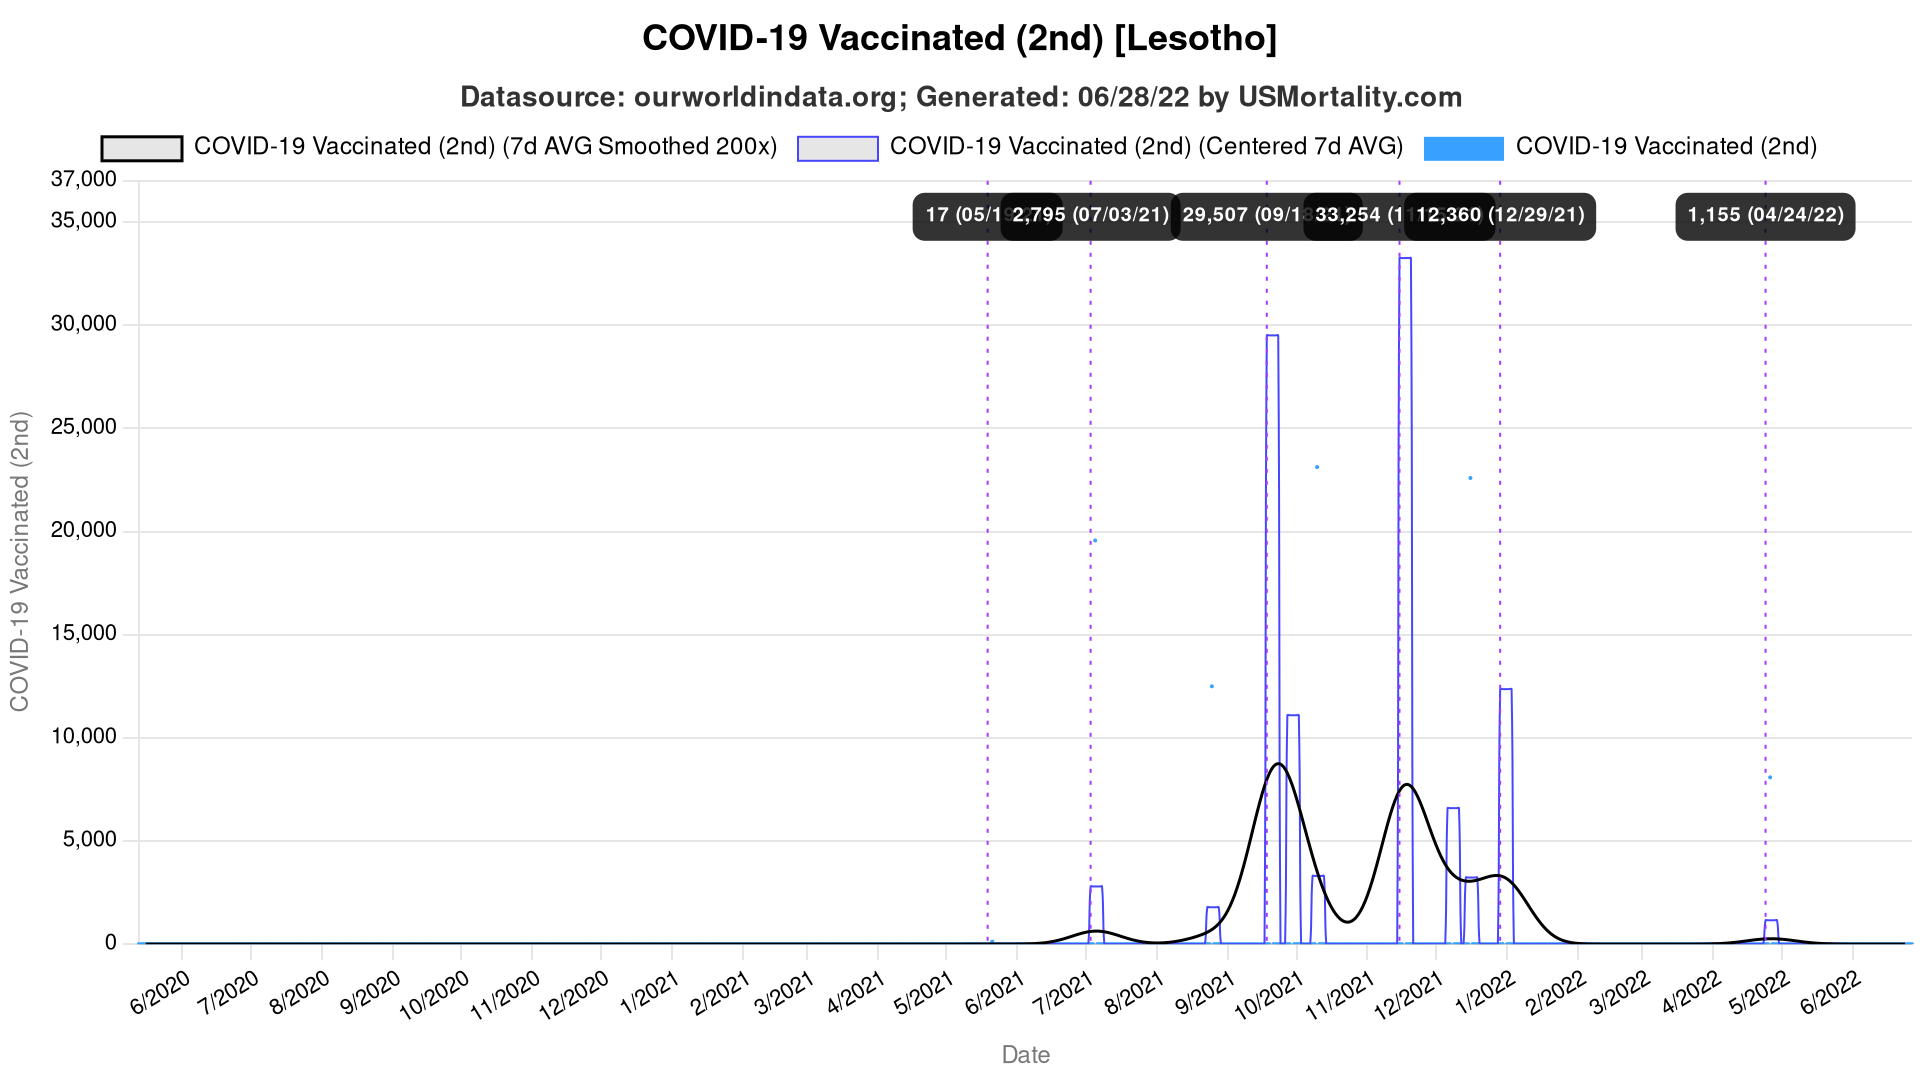 COVID-19 Vaccinated (2nd) [Lesotho]
Datasource: ourworldindata.org; Generated: 06/28/22 by USMortality.com
COVID-19 Vaccinated (2nd) (7d AVG Smoothed 200x) COVID-19 Vaccinated (2nd) (Centered 7d AVG) COVID-19 Vaccinated (2nd)
37,000
35,000
30,000
25,000
20,000
15,000
10,000
5,000
0
17 2,795 (07/03/21) 29,507 33,254 12,360 (12/29/21) 1,155 (04/24/22)
COVID-19 Vaccinated (2nd)
6/2020 7/2020 8/2020 9/2020 10/2020 11/2020 12/2020 1/2021 2/2021 3/2021 4/2021 5/2021 6/2021 7/2021 8/2021 9/2021 10/2021 11/2021 12/2021 1/2022 2/2022 3/2022 4/2022 5/2022 6/2022
Date